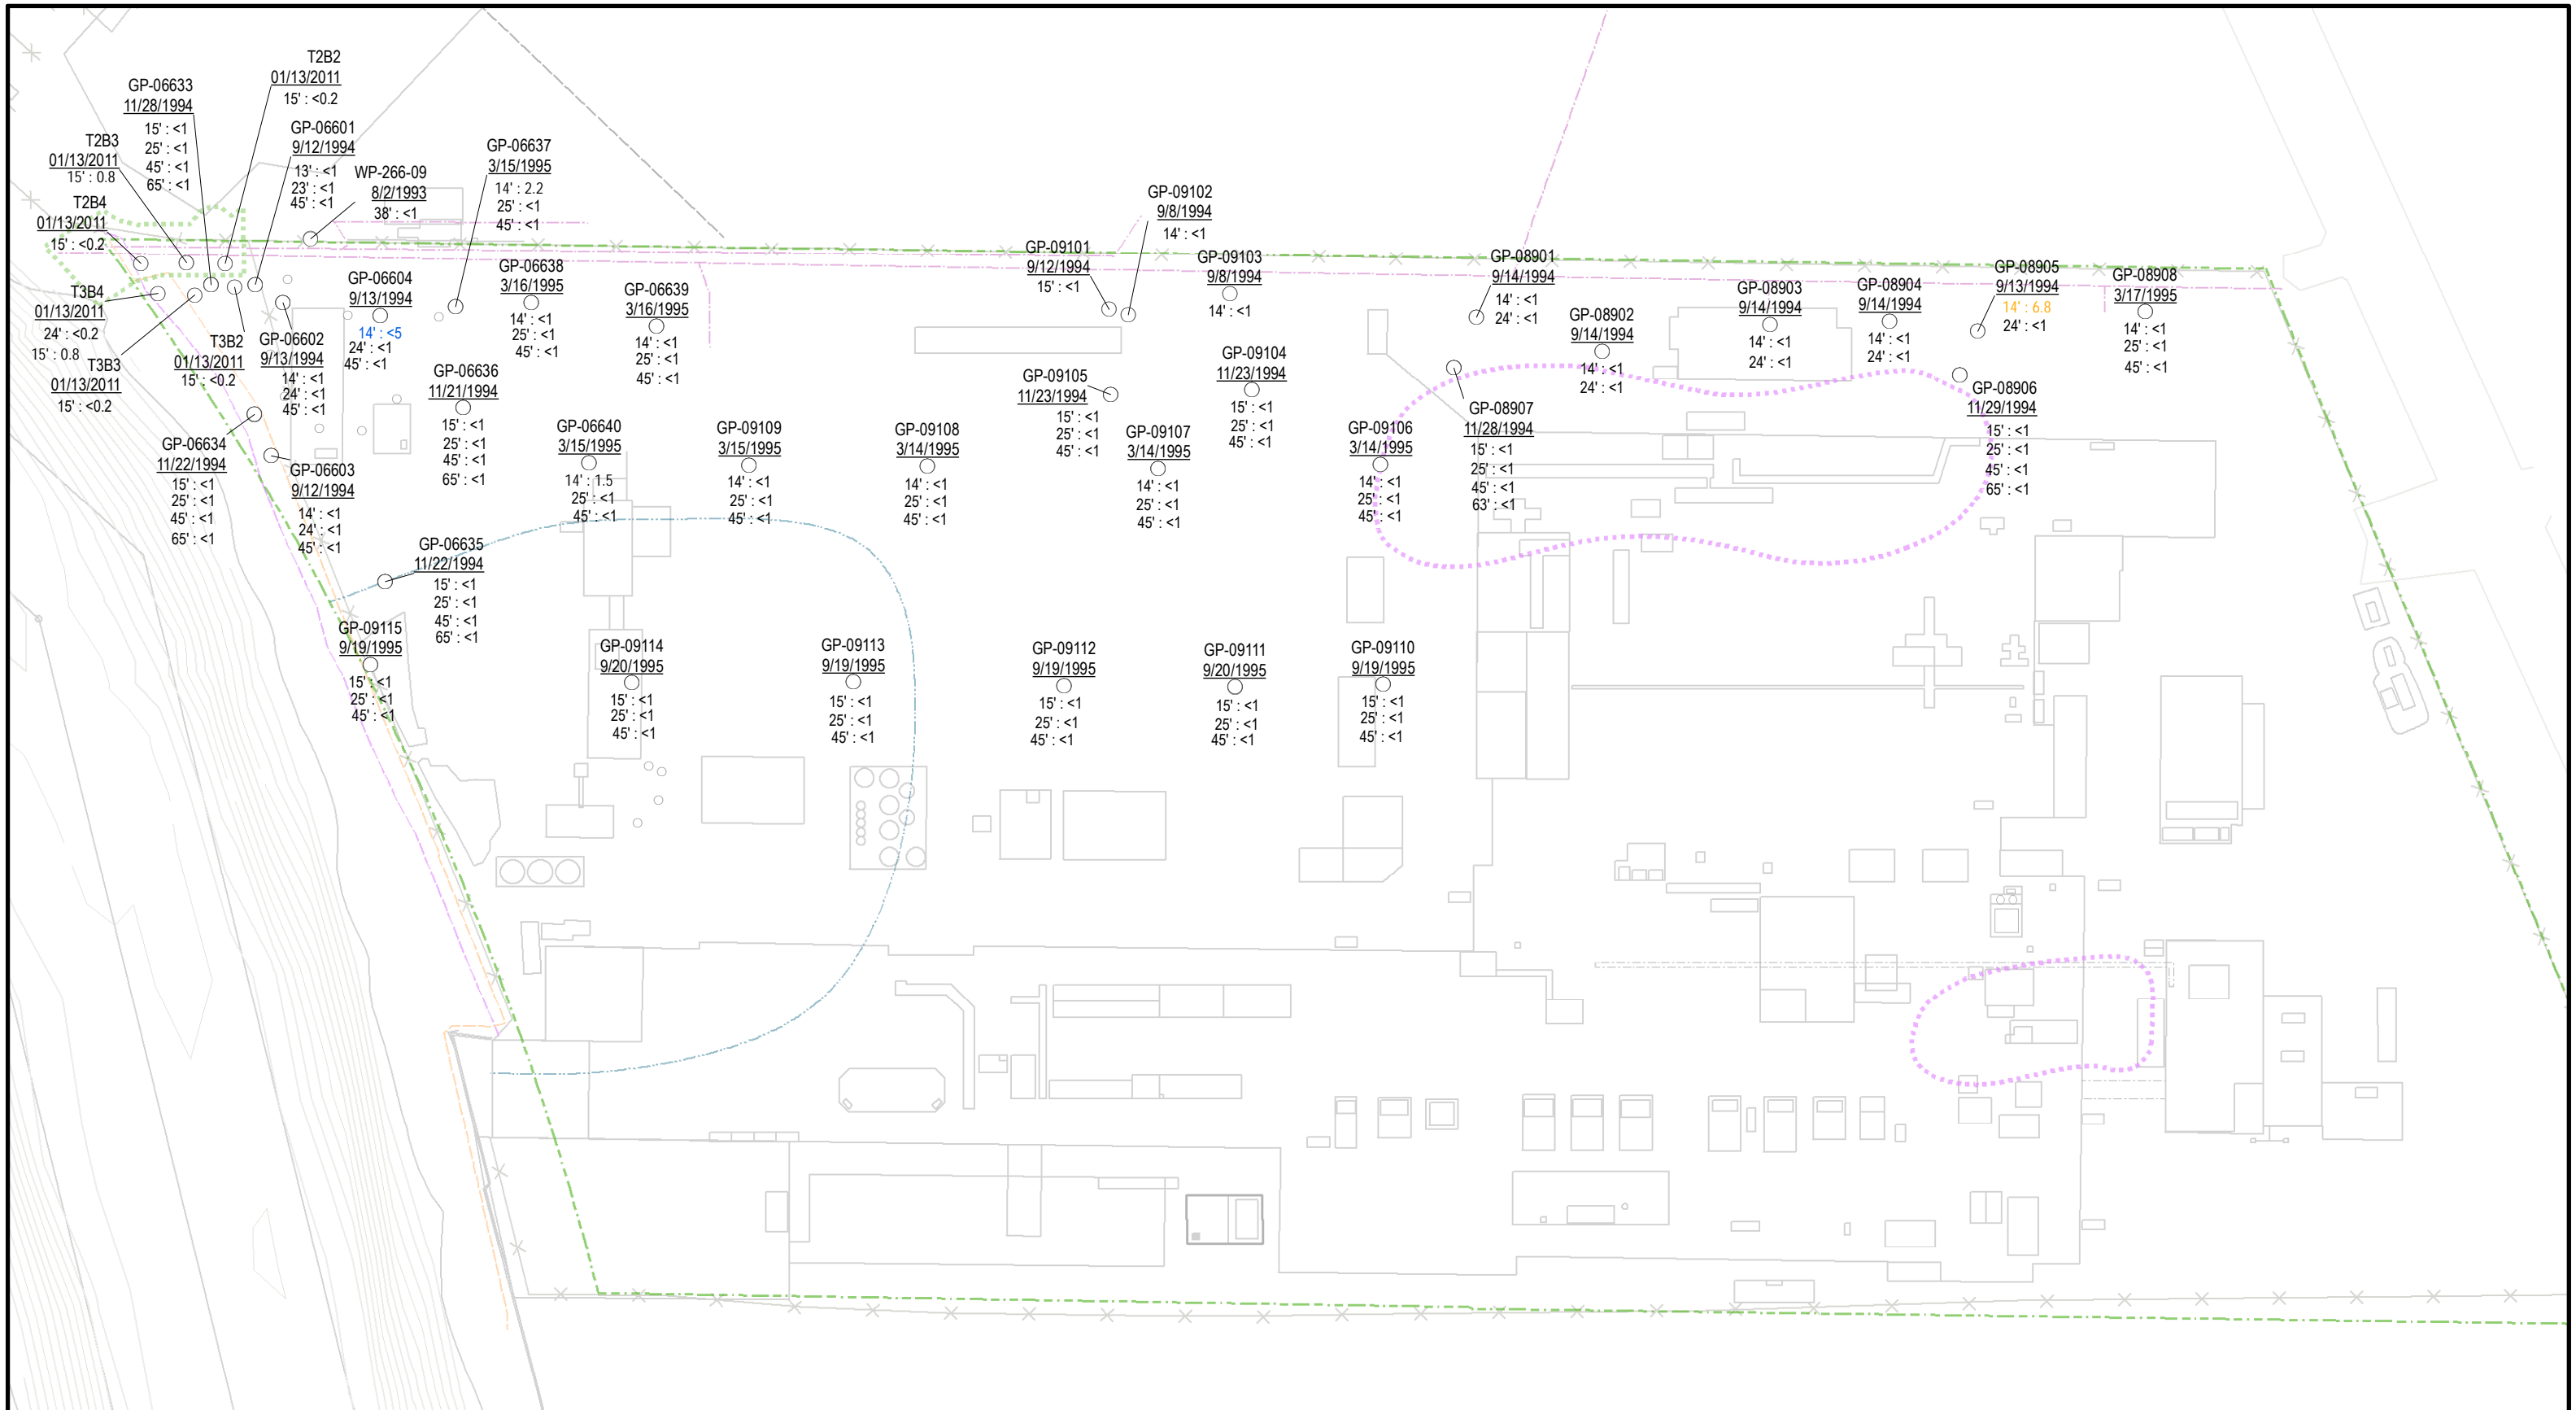 T2B2
01/13/2011
15' : <0.2
GP-06633
11/28/1994
15' : <1
25' : <1
45' : <1
65' : <1
GP-06601
9/12/1994
13' : <1
23' : <1
45' : <1
T2B3
01/13/2011
15' : 0.8
WP-266-09
8/2/1993
38' : <1
GP-06637
3/15/1995
14' : 2.2
25' : <1
45' : <1
T2B4
01/13/2011
15' : <0.2
GP-09102
9/8/1994
14' : <1
GP-09101
9/12/1994
15' : <1
GP-09103
9/8/1994
14' : <1
GP-08901
9/14/1994
14' : <1
24' : <1
GP-08902
9/14/1994
14' : <1
24' : <1
GP-08903
9/14/1994
14' : <1
24' : <1
GP-08904
9/14/1994
14' : <1
24' : <1
GP-08905
9/13/1994
14' : 6.8
24' : <1
GP-08908
3/17/1995
14' : <1
25' : <1
45' : <1
T3B4
01/13/2011
24' : <0.2
15' : 0.8
T3B3
01/13/2011
15' : <0.2
T3B2
01/13/2011
15' : <0.2
GP-06602
9/13/1994
14' : <1
24' : <1
45' : <1
GP-06604
9/13/1994
14' : <5
24' : <1
45' : <1
GP-06638
3/16/1995
14' : <1
25' : <1
45' : <1
GP-06639
3/16/1995
14' : <1
25' : <1
45' : <1
GP-06636
11/21/1994
15' : <1
25' : <1
45' : <1
65' : <1
GP-09105
11/23/1994
15' : <1
25' : <1
45' : <1
GP-09104
11/23/1994
15' : <1
25' : <1
45' : <1
GP-08906
11/29/1994
15' : <1
25' : <1
45' : <1
65' : <1
GP-08907
11/28/1994
15' : <1
25' : <1
45' : <1
63' : <1
GP-06634
11/22/1994
15' : <1
25' : <1
45' : <1
65' : <1
GP-06603
9/12/1994
14' : <1
24' : <1
45' : <1
GP-06640
3/15/1995
14' : 1.5
25' : <1
45' : <1
GP-09109
3/15/1995
14' : <1
25' : <1
45' : <1
GP-09108
3/14/1995
14' : <1
25' : <1
45' : <1
GP-09107
3/14/1995
14' : <1
25' : <1
45' : <1
GP-09106
3/14/1995
14' : <1
25' : <1
45' : <1
GP-06635
11/22/1994
15' : <1
25' : <1
45' : <1
65' : <1
GP-09115
9/19/1995
15' : <1
25' : <1
45' : <1
GP-09114
9/20/1995
15' : <1
25' : <1
45' : <1
GP-09113
9/19/1995
15' : <1
25' : <1
45' : <1
GP-09112
9/19/1995
15' : <1
25' : <1
45' : <1
GP-09111
9/20/1995
15' : <1
25' : <1
45' : <1
GP-09110
9/19/1995
15' : <1
25' : <1
45' : <1